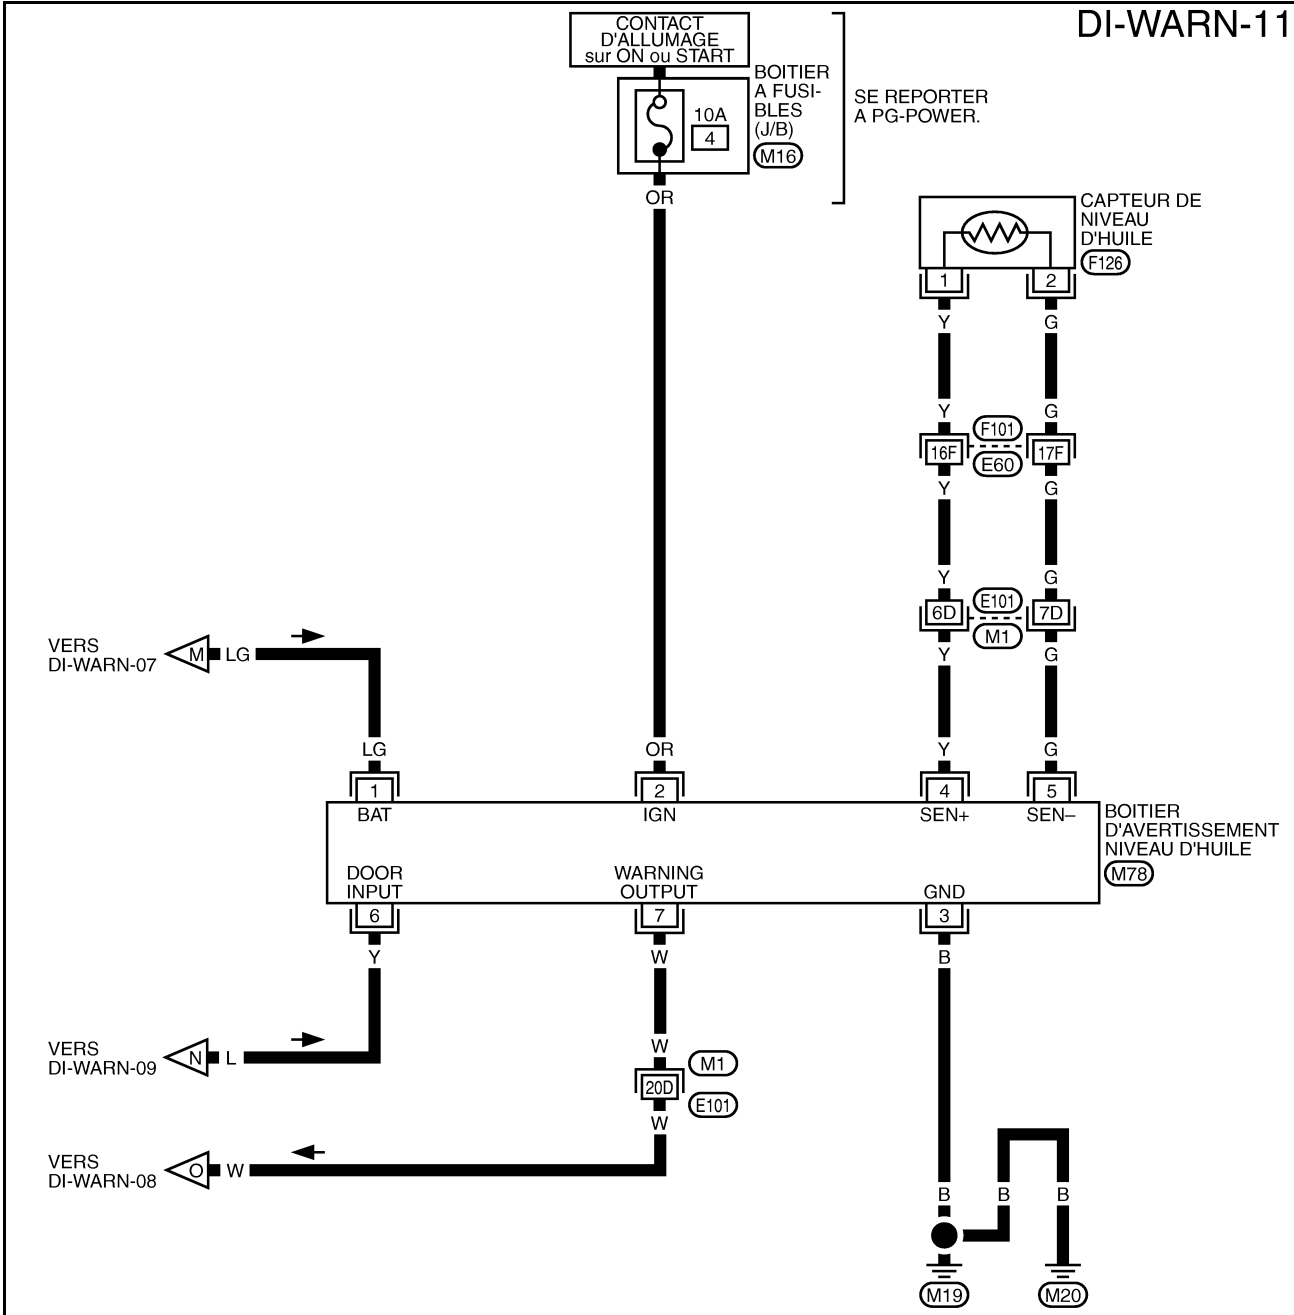 DI-WARN-11
CONTACT
D'ALLUMAGE
sur ON ou START
BOITIER
A FUSI-
BLES
(J/B)
M16
10A
4
SE REPORTER
A PG-POWER.
OR
CAPTEUR DE
NIVEAU
D'HUILE
F126
1
2
Y
G
Y
G
F101
16F
17F
E60
Y
G
Y
G
E101
6D
7D
M1
Y
G
VERS
DI-WARN-07
M
LG
LG
OR
Y
G
1
2
4
5
BAT
IGN
SEN+
SEN–
BOITIER
D'AVERTISSEMENT
NIVEAU D'HUILE
M78
DOOR
INPUT
WARNING
OUTPUT
GND
6
7
3
Y
W
B
VERS
DI-WARN-09
N
L
W
M1
20D
E101
W
VERS
DI-WARN-08
O
W
B
B
B
M19
M20